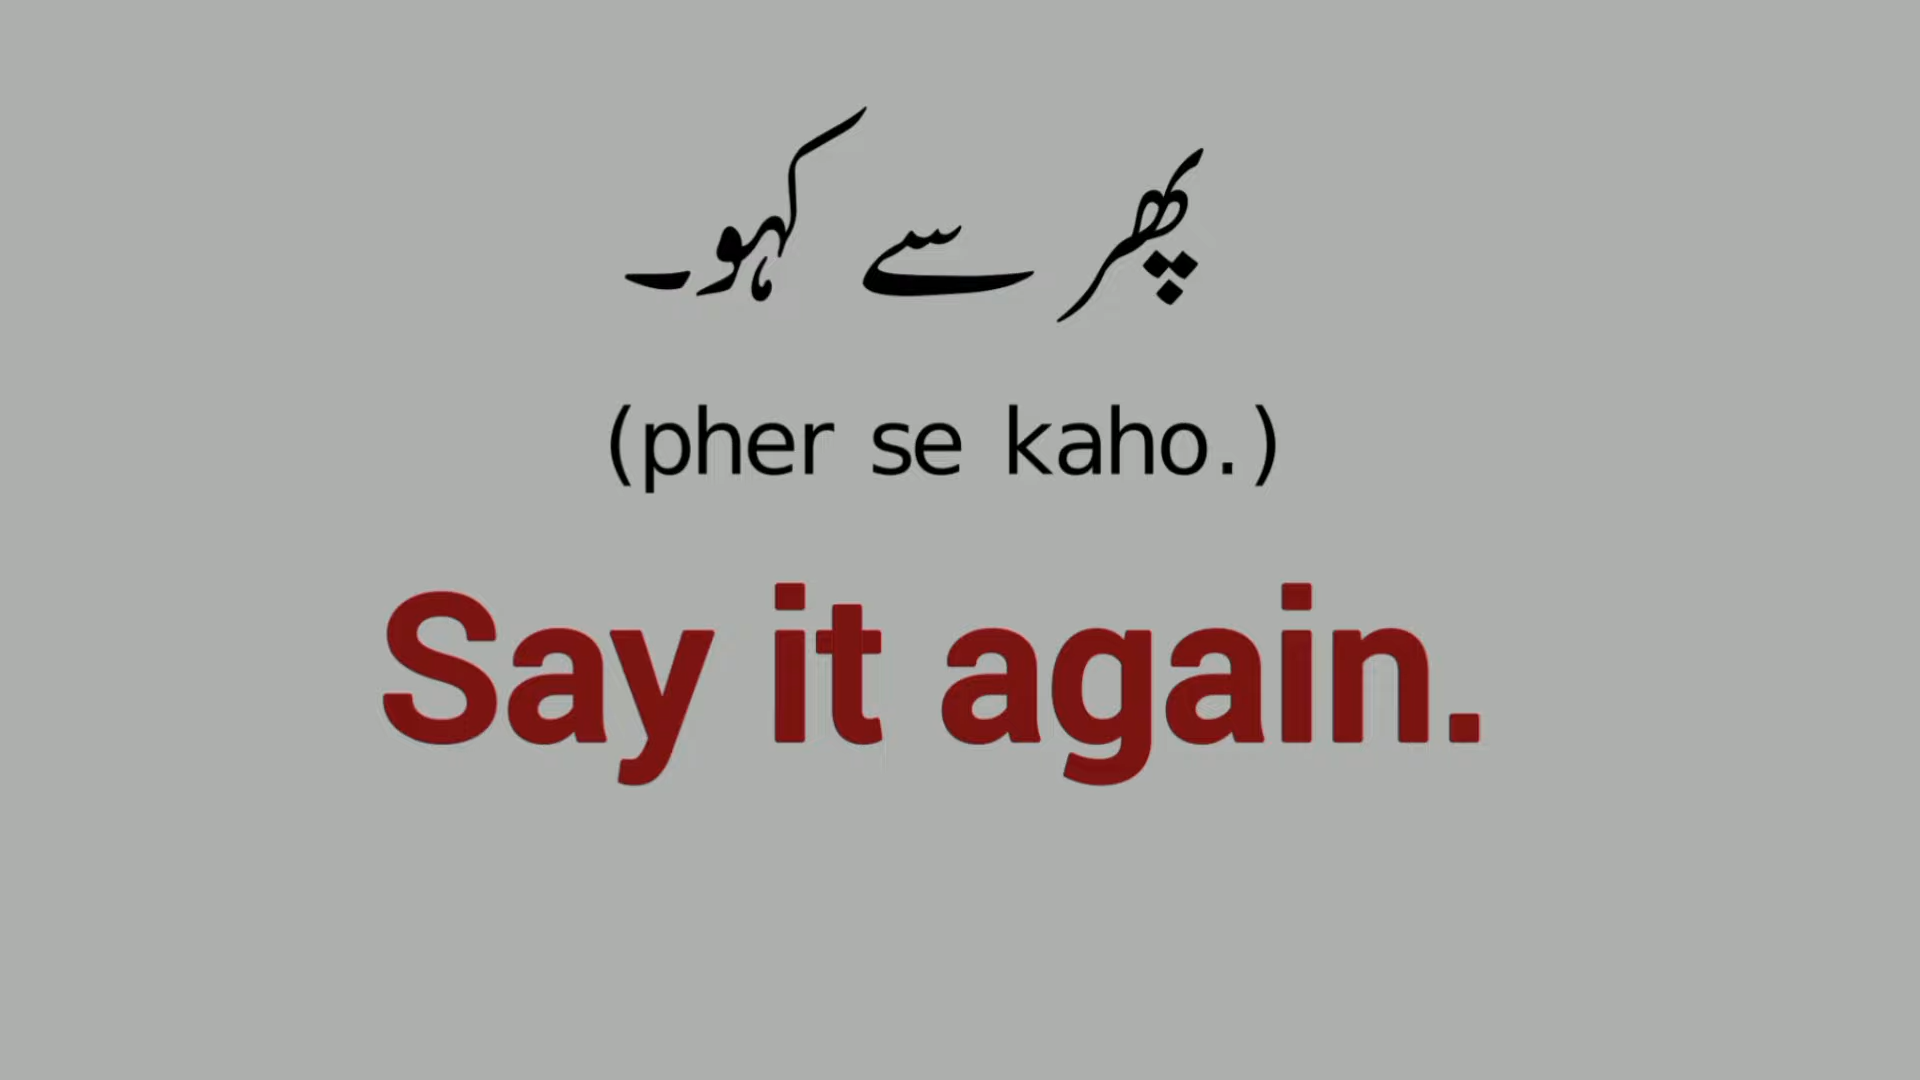 پھر سے کہو۔
(pher se kaho.)
Say it again.